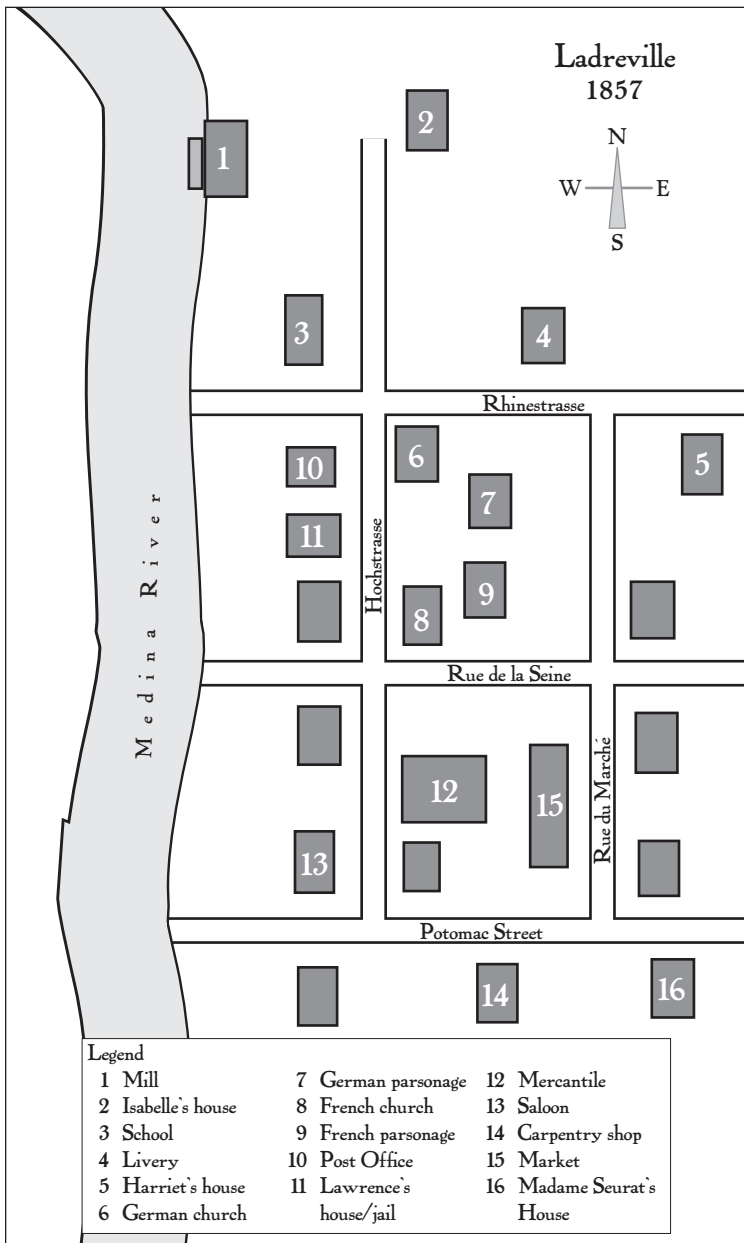 Ladreville
1857
N
W
E
S
1
2
3
4
Rhinestrasse
6
5
10
7
11
Hochstrasse
9
8
Medina River
Rue de la Seine
12
15
Rue du Marché
13
Potomac Street
14
16
Legend
1 Mill
2 Isabelle's house
3 School
4 Livery
5 Harriet's house
6 German church
7 German parsonage
8 French church
9 French parsonage
10 Post Office
11 Lawrence's
house/jail
12 Mercantile
13 Saloon
14 Carpentry shop
15 Market
16 Madame Seurat's
House